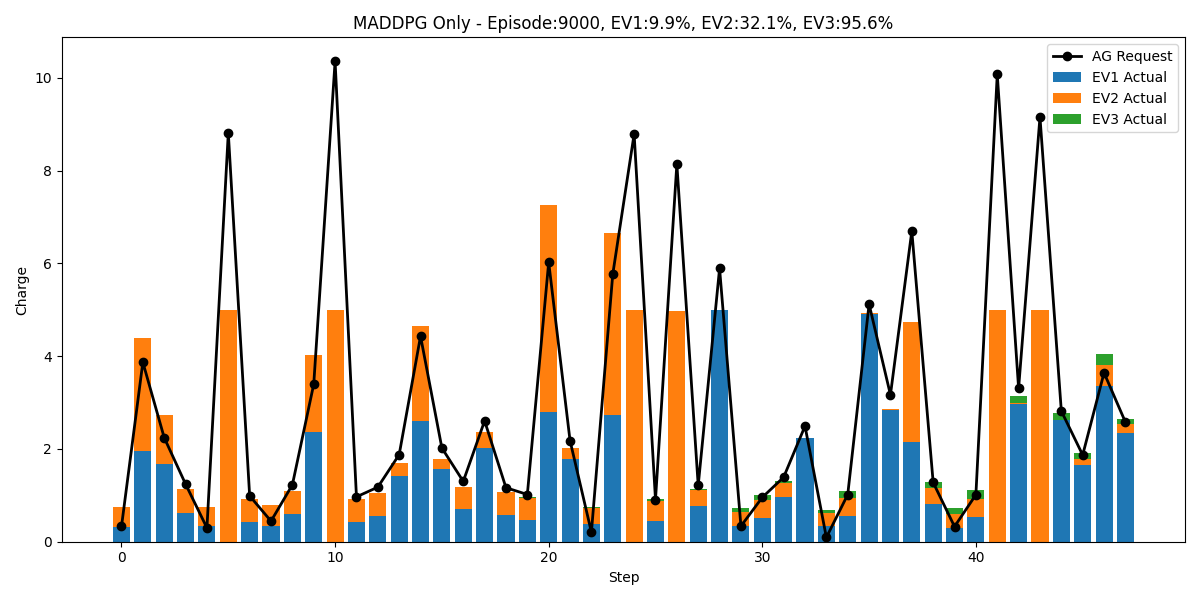 MADDPG Only - Episode:9000, EV1:9.9%, EV2:32.1%, EV3:95.6%
AG Request
EV1 Actual
EV2 Actual
EV3 Actual
Charge
10
8
6
4
2
0
0 10 20 30 40
Step